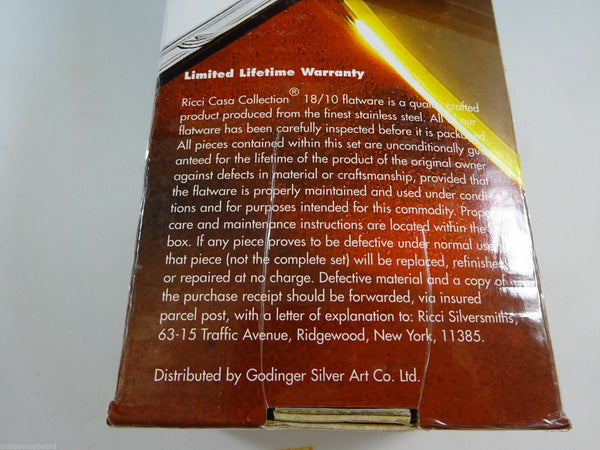 Limited Lifetime Warranty
Ricci Casa Collection® 18/10 flatware is a quality crafted
product produced from the finest stainless steel. All of our
flatware has been carefully inspected before it is packaged.
All pieces contained within this set are unconditionally guar-
anteed for the lifetime of the product of the original owner
against defects in material or craftsmanship, provided that
the flatware is properly maintained and used under condi-
tions and for purposes intended for this commodity. Proper
care and maintenance instructions are located within the
box. If any piece proves to be defective under normal use,
that piece (not the complete set) will be replaced, refinished
or repaired at no charge. Defective material and a copy of
the purchase receipt should be forwarded, via insured
parcel post, with a letter of explanation to: Ricci Silversmiths,
63-15 Traffic Avenue, Ridgewood, New York, 11385.
Distributed by Godinger Silver Art Co. Ltd.
antiquecupboard